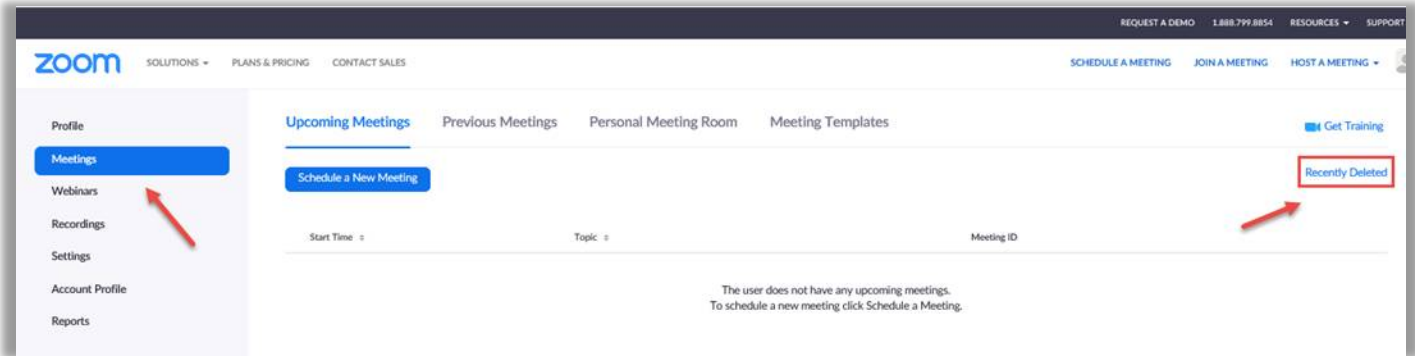 REQUEST A DEMO 1.888.799.8854 RESOURCES SUPPORT
zoom SOLUTIONS PLANS & PRICING CONTACT SALES SCHEDULE A MEETING JOIN A MEETING HOST A MEETING
Profile
Meetings
Webinars
Recordings
Settings
Account Profile
Reports
Upcoming Meetings Previous Meetings Personal Meeting Room Meeting Templates
Get Training
Schedule a New Meeting
Recently Deleted
Start Time Topic Meeting ID
The user does not have any upcoming meetings.
To schedule a new meeting click Schedule a Meeting.